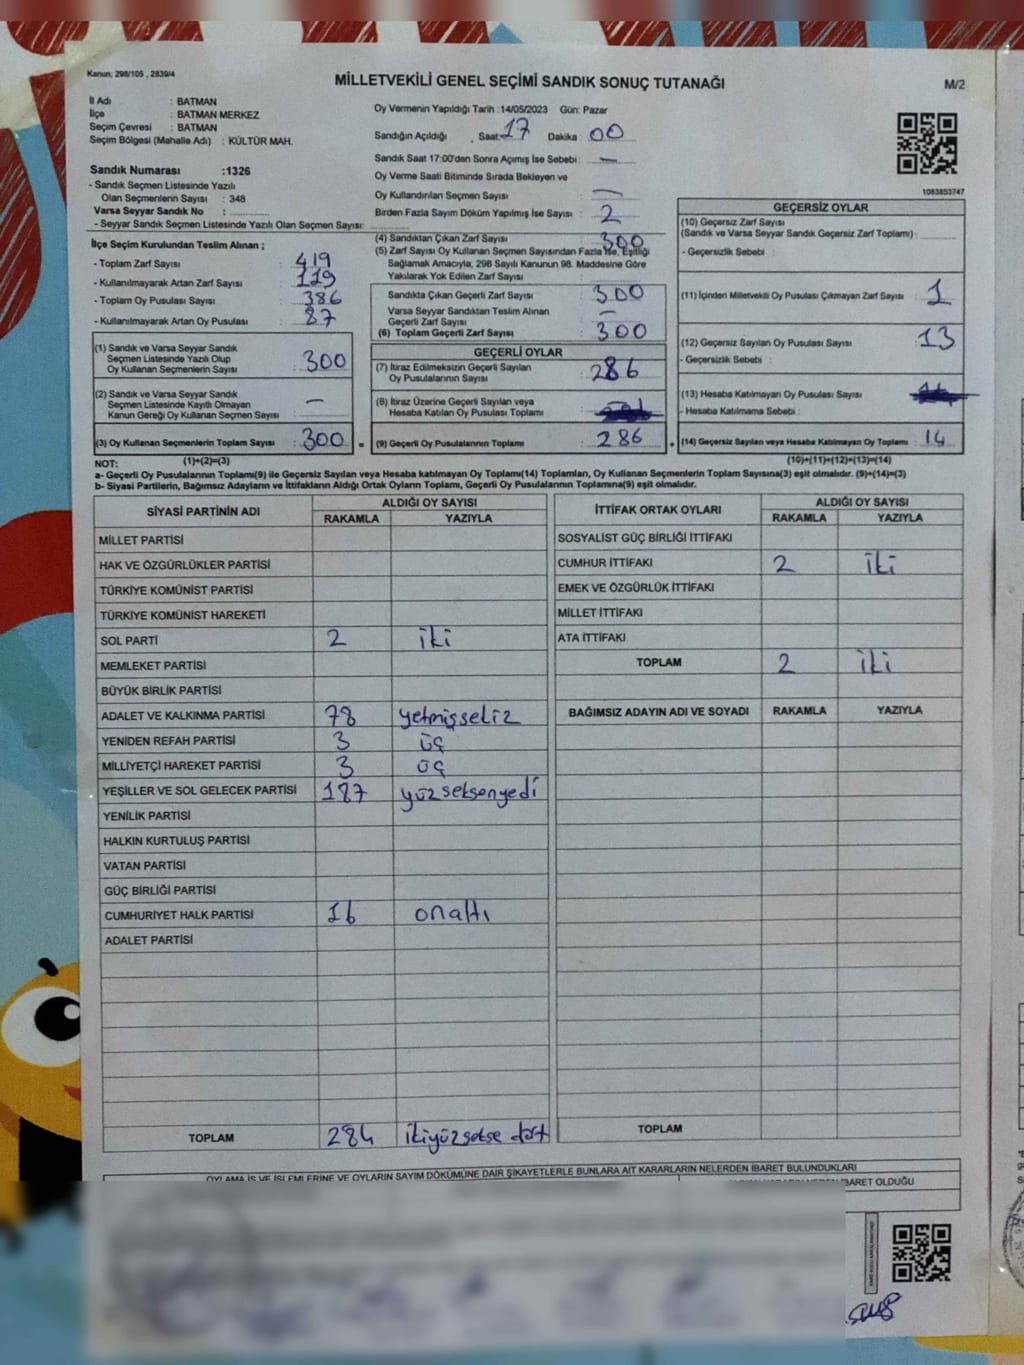 Kanun; 298/105 , 2839/4
MİLLETVEKİLİ GENEL SEÇİMİ SANDIK SONUÇ TUTANAĞI
M/2
İl Adı : BATMAN
İlçe : BATMAN MERKEZ
Seçim Çevresi : BATMAN
Seçim Bölgesi (Mahalle Adı) : KÜLTÜR MAH.
Oy Vermenin Yapıldığı Tarih :14/05/2023 Gün: Pazar
Sandığın Açıldığı , Saat: 17 Dakika : 00
Sandık Saat 17:00'den Sonra Açımış İse Sebebi : —
Oy Verme Saati Bitiminde Sırada Bekleyen ve
Oy Kullandırılan Seçmen Sayısı : —
Birden Fazla Sayım Döküm Yapılmış İse Sayısı : 2
Sandık Numarası :1326
- Sandık Seçmen Listesinde Yazılı
Olan Seçmenlerin Sayısı : 348
Varsa Seyyar Sandık No :
- Seyyar Sandık Seçmen Listesinde Yazılı Olan Seçmen Sayısı:
1083853747
İlçe Seçim Kurulundan Teslim Alınan ;
- Toplam Zarf Sayısı : 419
- Kullanılmayarak Artan Zarf Sayısı : 119
- Toplam Oy Pusulası Sayısı : 386
- Kullanılmayarak Artan Oy Pusulası : 87
(1) Sandık ve Varsa Seyyar Sandık
Seçmen Listesinde Yazılı Olup
Oy Kullanan Seçmenlerin Sayısı : 300
(2) Sandık ve Varsa Seyyar Sandık
Seçmen Listesinde Kayıtlı Olmayan
Kanun Gereği Oy Kullanan Seçmen Sayısı : —
(3) Oy Kullanan Seçmenlerin Toplam Sayısı : 300
(1)+(2)=(3)
(4) Sandıktan Çıkan Zarf Sayısı : 300
(5) Zarf Sayısı Oy Kullanan Seçmen Sayısından Fazla İse, Eşitliği
Sağlamak Amacıyla; 298 Sayılı Kanunun 98. Maddesine Göre
Yakılarak Yok Edilen Zarf Sayısı :
Sandıkta Çıkan Geçerli Zarf Sayısı : 300
Varsa Seyyar Sandıktan Teslim Alınan
Geçerli Zarf Sayısı : —
(6) Toplam Geçerli Zarf Sayısı : 300
GEÇERLİ OYLAR
(7) İtiraz Edilmeksizin Geçerli Sayılan
Oy Pusulalarının Sayısı : 286
(8) İtiraz Üzerine Geçerli Sayılan veya
Hesaba Katılan Oy Pusulası Toplamı :
= (9) Geçerli Oy Pusulalarının Toplamı : 286
GEÇERSİZ OYLAR
(10) Geçersiz Zarf Sayısı
(Sandık ve Varsa Seyyar Sandık Geçersiz Zarf Toplamı) :
- Geçersizlik Sebebi :
(11) İçinden Milletvekili Oy Pusulası Çıkmayan Zarf Sayısı : 1
(12) Geçersiz Sayılan Oy Pusulası Sayısı : 13
- Geçersizlik Sebebi :
(13) Hesaba Katılmayan Oy Pusulası Sayısı :
- Hesaba Katılmama Sebebi :
+ (14) Geçersiz Sayılan veya Hesaba Katılmayan Oy Toplamı : 14
(10)+(11)+(12)+(13)=(14)
NOT:
a- Geçerli Oy Pusulalarının Toplamı(9) ile Geçersiz Sayılan veya Hesaba katılmayan Oy Toplamı(14) Toplamları, Oy Kullanan Seçmenlerin Toplam Sayısına(3) eşit olmalıdır. (9)+(14)=(3)
b- Siyasi Partilerin, Bağımsız Adayların ve İttifakların Aldığı Ortak Oyların Toplamı, Geçerli Oy Pusulalarının Toplamına(9) eşit olmalıdır.
SİYASİ PARTİNİN ADI ALDIĞI OY SAYISI
RAKAMLA YAZIYLA
MİLLET PARTİSİ
HAK VE ÖZGÜRLÜKLER PARTİSİ
TÜRKİYE KOMÜNİST PARTİSİ
TÜRKİYE KOMÜNİST HAREKETİ
SOL PARTİ 2 iki
MEMLEKET PARTİSİ
BÜYÜK BİRLİK PARTİSİ
ADALET VE KALKINMA PARTİSİ 78 yetmişseliz
YENİDEN REFAH PARTİSİ 3 üç
MİLLİYETÇİ HAREKET PARTİSİ 3 üç
YEŞİLLER VE SOL GELECEK PARTİSİ 187 yüzseksenyedi
YENİLİK PARTİSİ
HALKIN KURTULUŞ PARTİSİ
VATAN PARTİSİ
GÜÇ BİRLİĞİ PARTİSİ
CUMHURİYET HALK PARTİSİ 16 onaltı
ADALET PARTİSİ
TOPLAM 284 ikiyüzsekse dört
İTTİFAK ORTAK OYLARI ALDIĞI OY SAYISI
RAKAMLA YAZIYLA
SOSYALİST GÜÇ BİRLİĞİ İTTİFAKI
CUMHUR İTTİFAKI 2 iki
EMEK VE ÖZGÜRLÜK İTTİFAKI
MİLLET İTTİFAKI
ATA İTTİFAKI
TOPLAM 2 iki
BAĞIMSIZ ADAYIN ADI VE SOYADI RAKAMLA YAZIYLA
TOPLAM
OYLAMA İŞ VE İŞLEMLERİNE VE OYLARIN SAYIM DÖKÜMÜNE DAİR ŞİKAYETLERLE BUNLARA AİT KARARLARIN NELERDEN İBARET BULUNDUKLARI
İBARET OLDUĞU